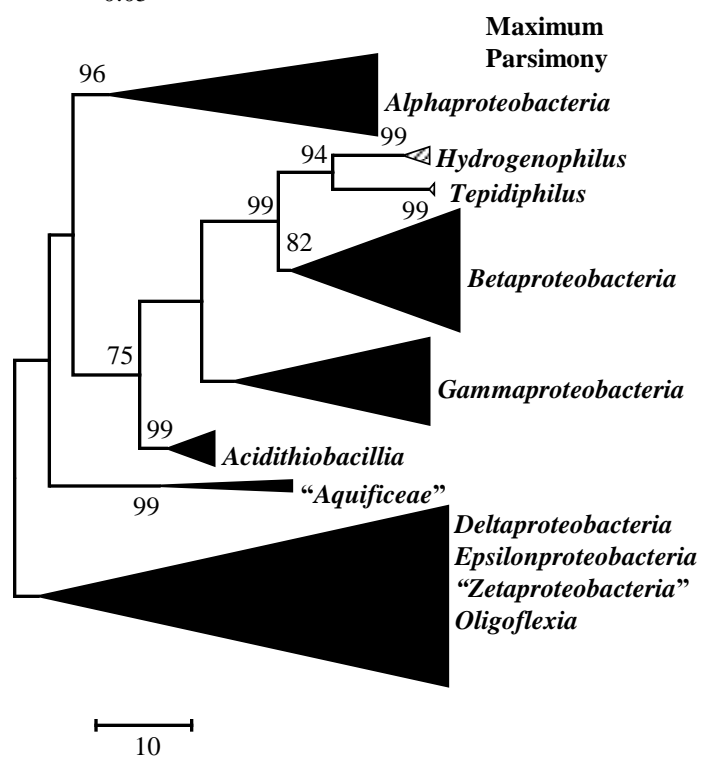 Maximum
Parsimony
96
Alphaproteobacteria
99
94
Hydrogenophilus
Tepidiphilus
99
99
82
Betaproteobacteria
75
Gammaproteobacteria
99
Acidithiobacillia
“Aquificeae”
99
Deltaproteobacteria
Epsilonproteobacteria
“Zetaproteobacteria”
Oligoflexia
10